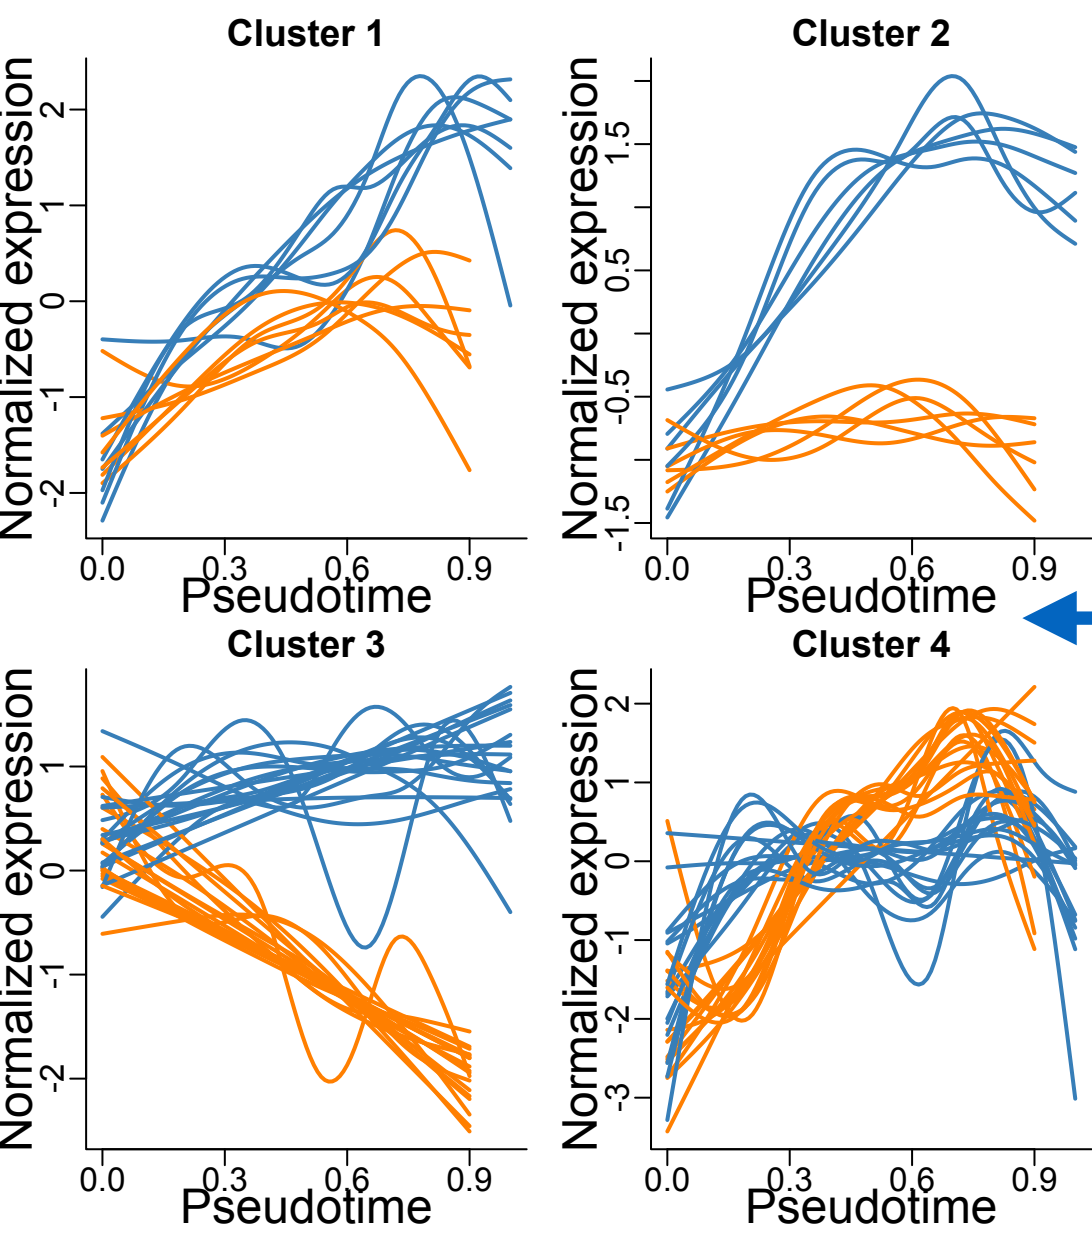 Cluster 1
Normalized expression
2
1
0
-1
-2
0.0 0.3 0.6 0.9
Pseudotime
Cluster 2
Normalized expression
1.5
0.5
-0.5
-1.5
0.0 0.3 0.6 0.9
Pseudotime
Cluster 3
Normalized expression
1
0
-1
-2
0.0 0.3 0.6 0.9
Pseudotime
Cluster 4
Normalized expression
2
1
0
-1
-2
-3
0.0 0.3 0.6 0.9
Pseudotime